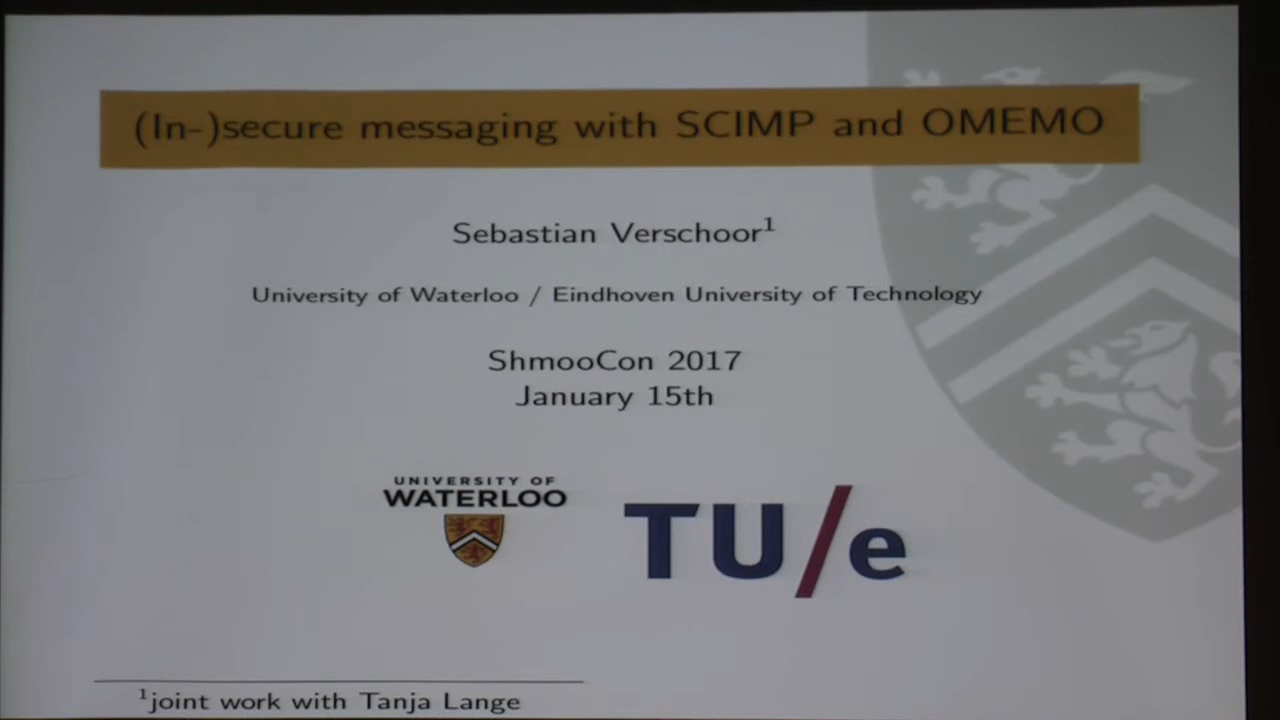 (In-)secure messaging with SCIMP and OMEMO
Sebastian Verschoor¹
University of Waterloo / Eindhoven University of Technology
ShmooCon 2017
January 15th
UNIVERSITY OF
WATERLOO
TU/e
¹joint work with Tanja Lange